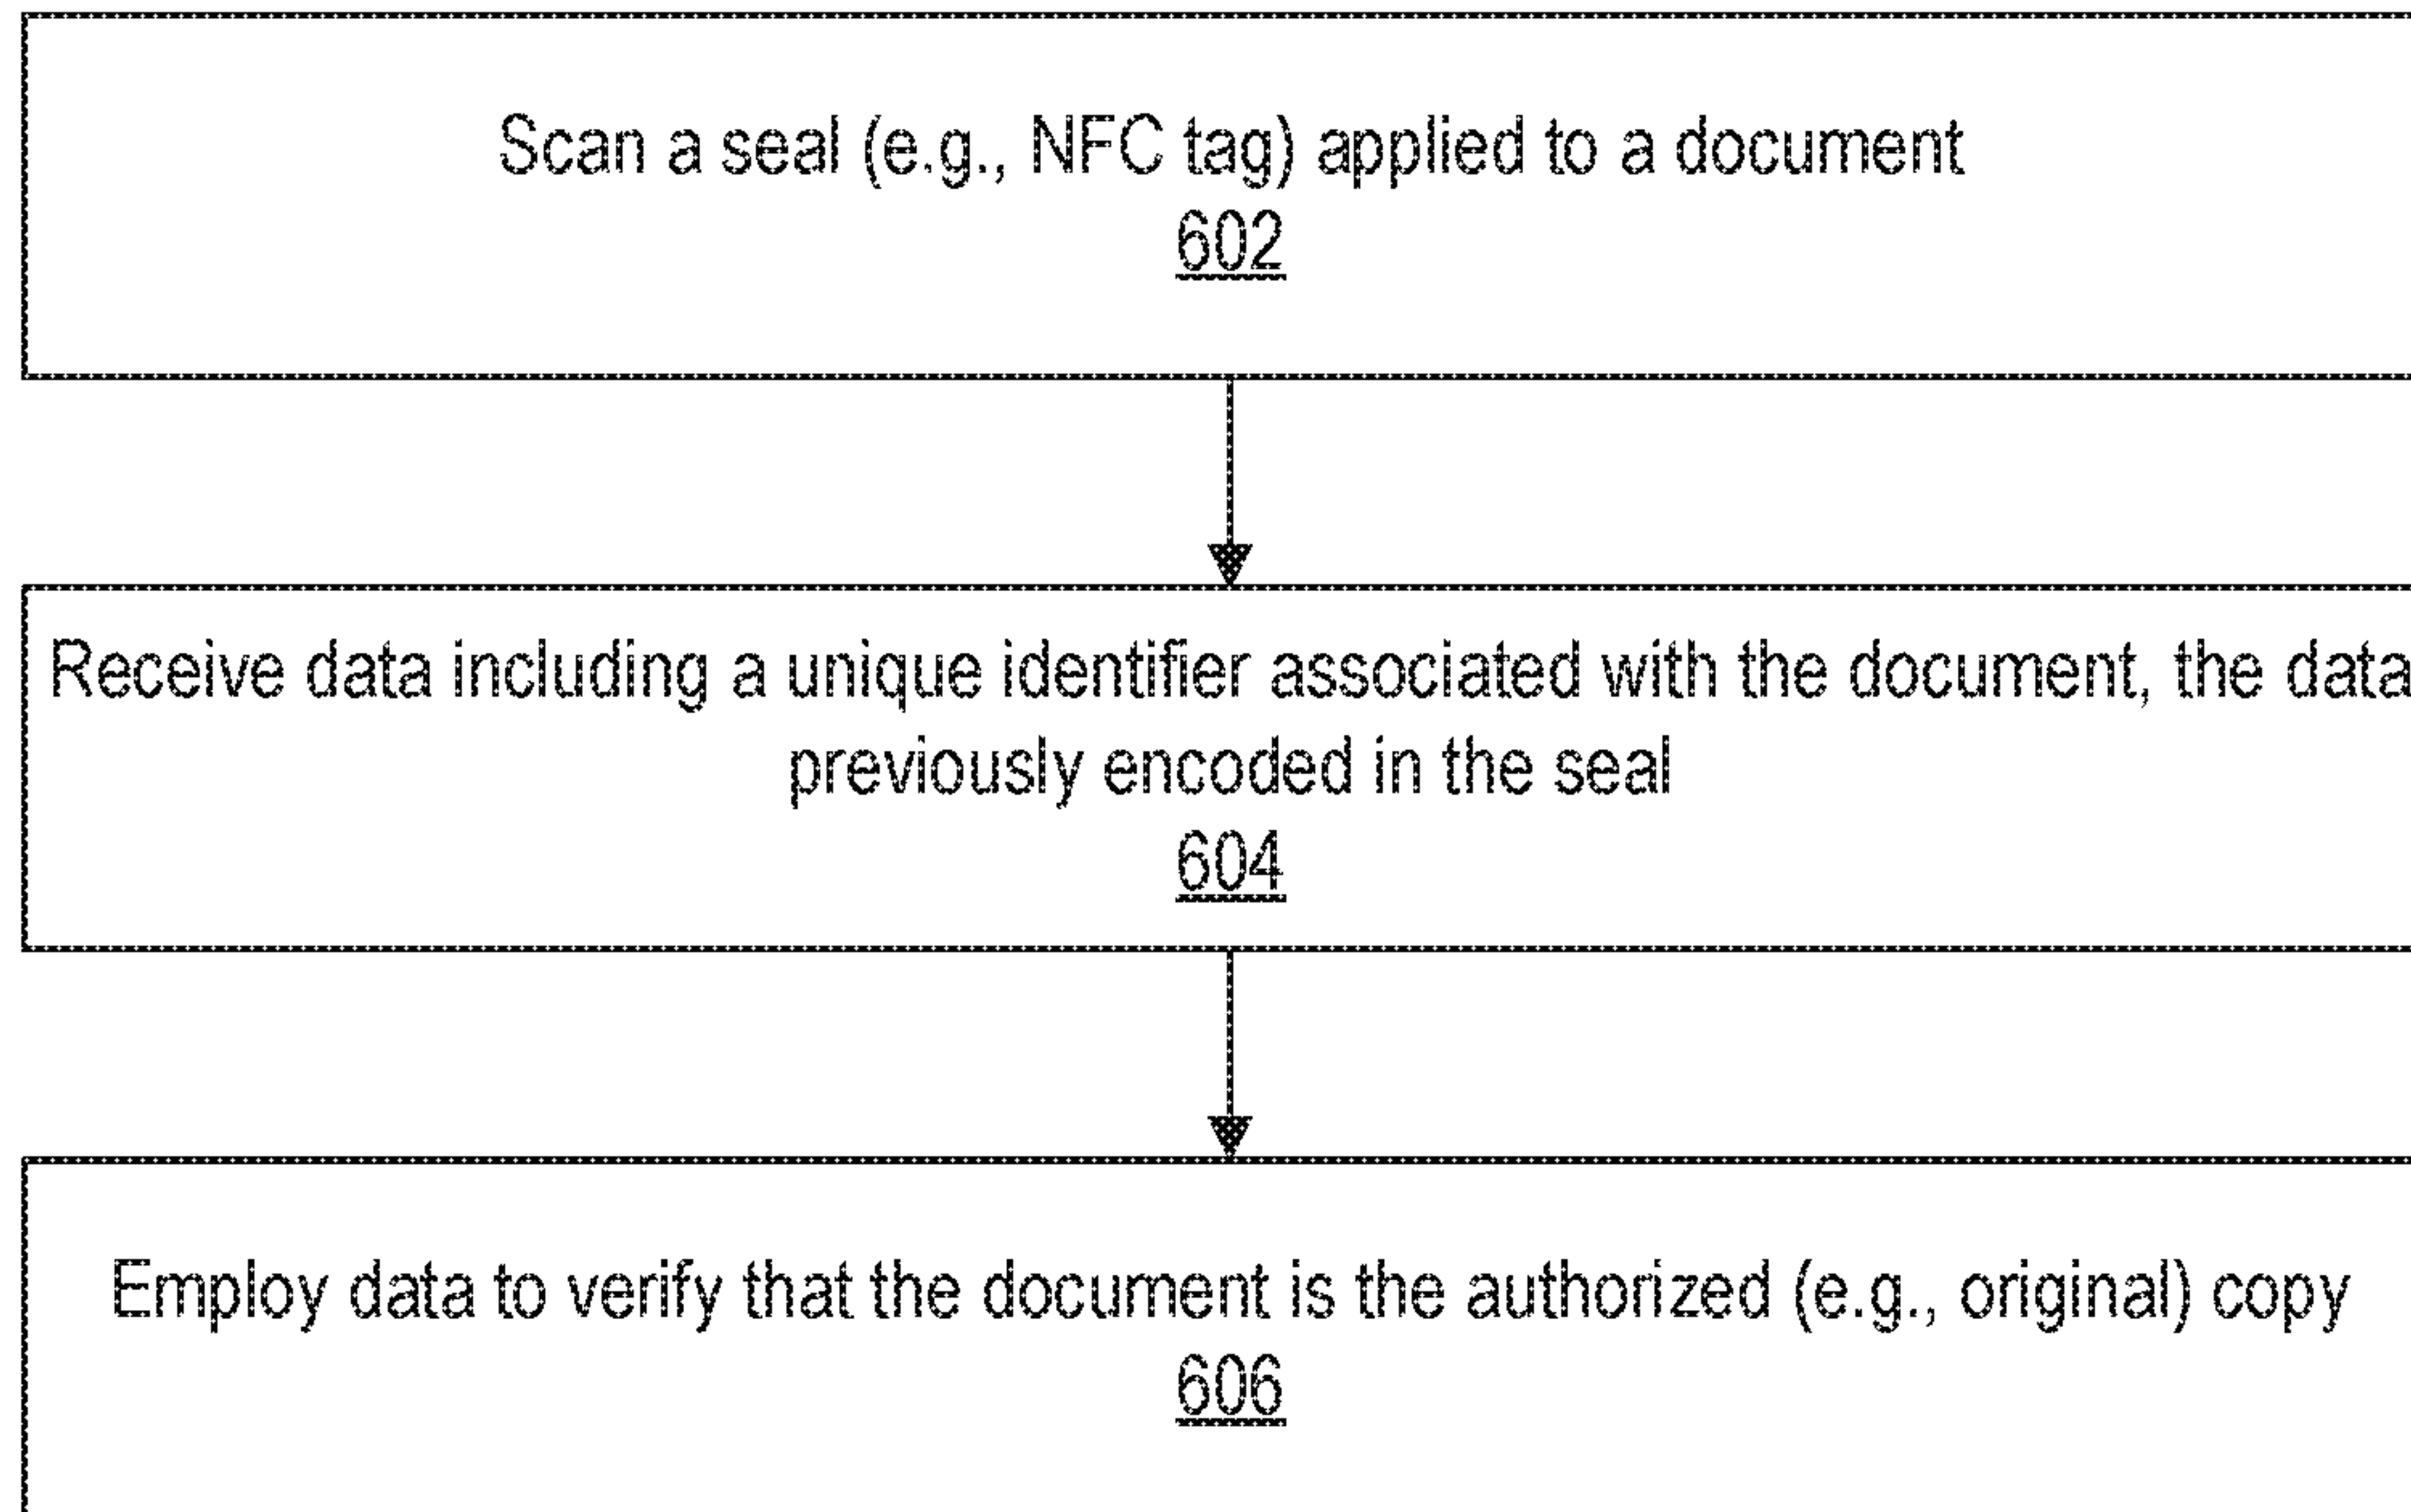 Scan a seal (e.g., NFC tag) applied to a document
602
Receive data including a unique identifier associated with the document, the data
previously encoded in the seal
604
Employ data to verify that the document is the authorized (e.g., original) copy
606